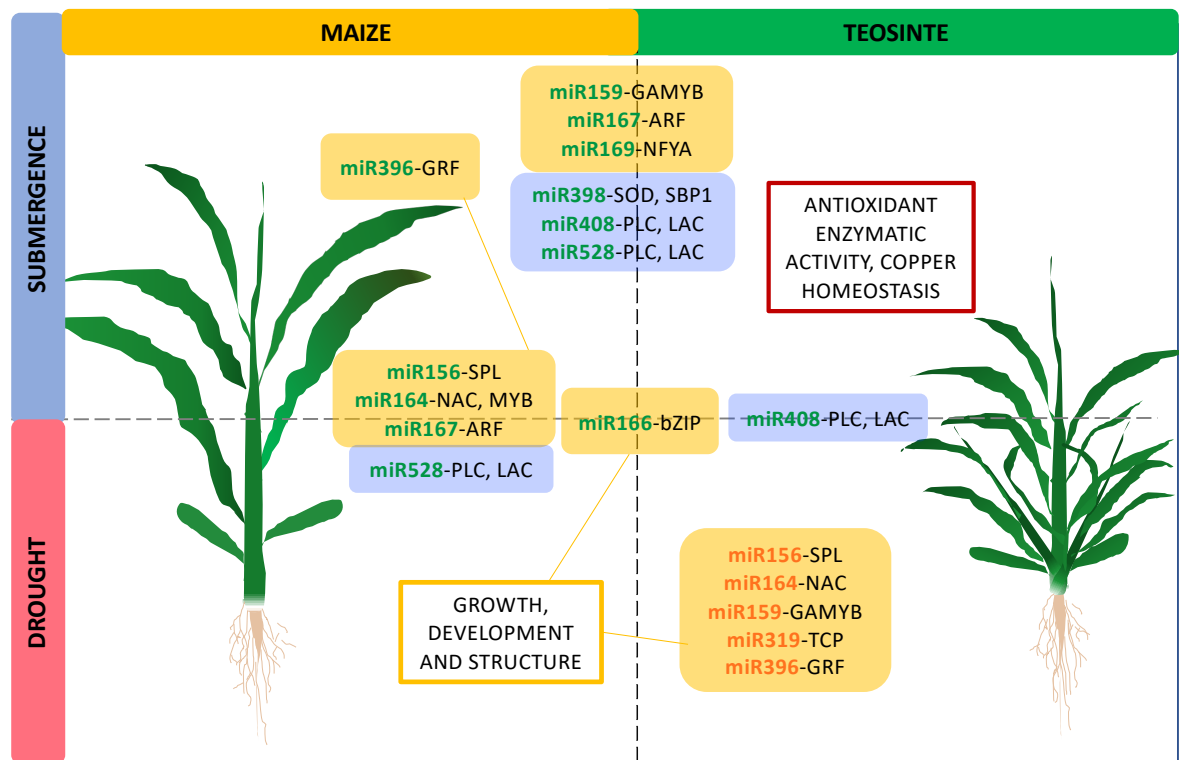 MAIZE
TEOSINTE
SUBMERGENCE
DROUGHT
miR159-GAMYB
miR167-ARF
miR169-NFYA
miR396-GRF
miR398-SOD, SBP1
miR408-PLC, LAC
miR528-PLC, LAC
ANTIOXIDANT
ENZYMATIC
ACTIVITY, COPPER
HOMEOSTASIS
miR156-SPL
miR164-NAC, MYB
miR167-ARF
miR166-bZIP
miR408-PLC, LAC
miR528-PLC, LAC
GROWTH,
DEVELOPMENT
AND STRUCTURE
miR156-SPL
miR164-NAC
miR159-GAMYB
miR319-TCP
miR396-GRF